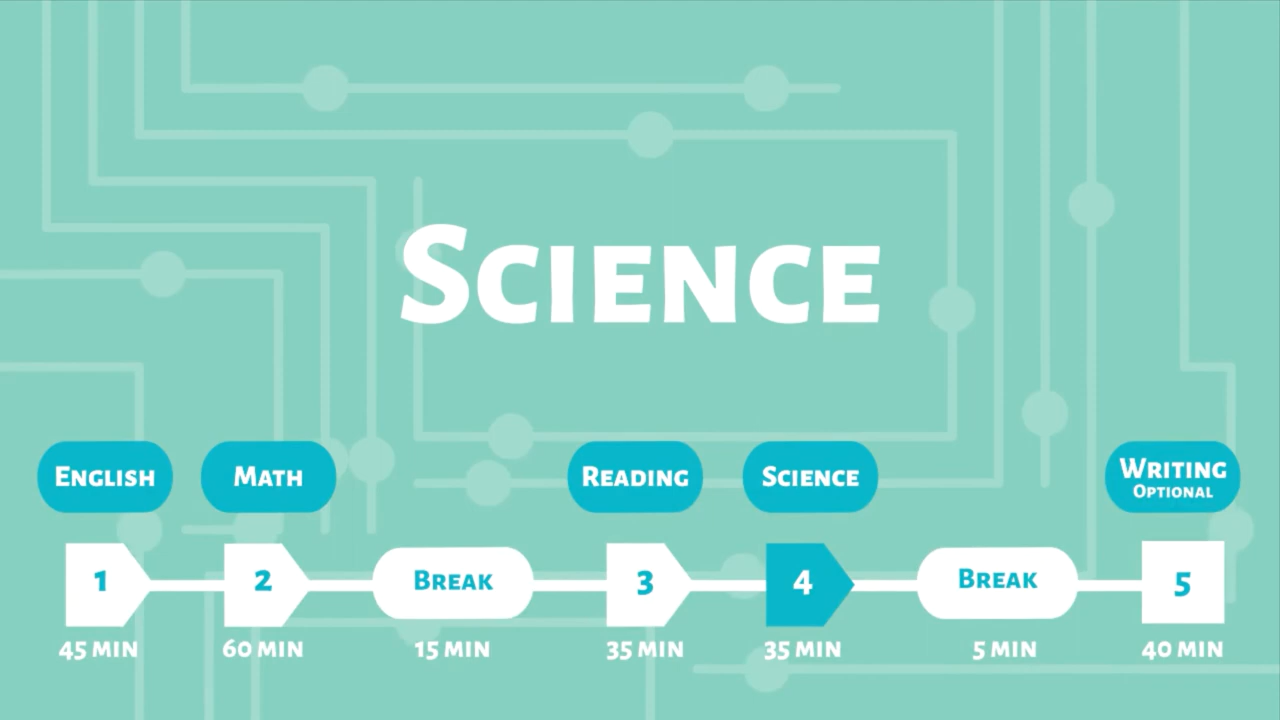 Science
English
Math
Reading
Science
Writing
Optional
1
2
Break
3
4
Break
5
45 min
60 min
15 min
35 min
35 min
5 min
40 min